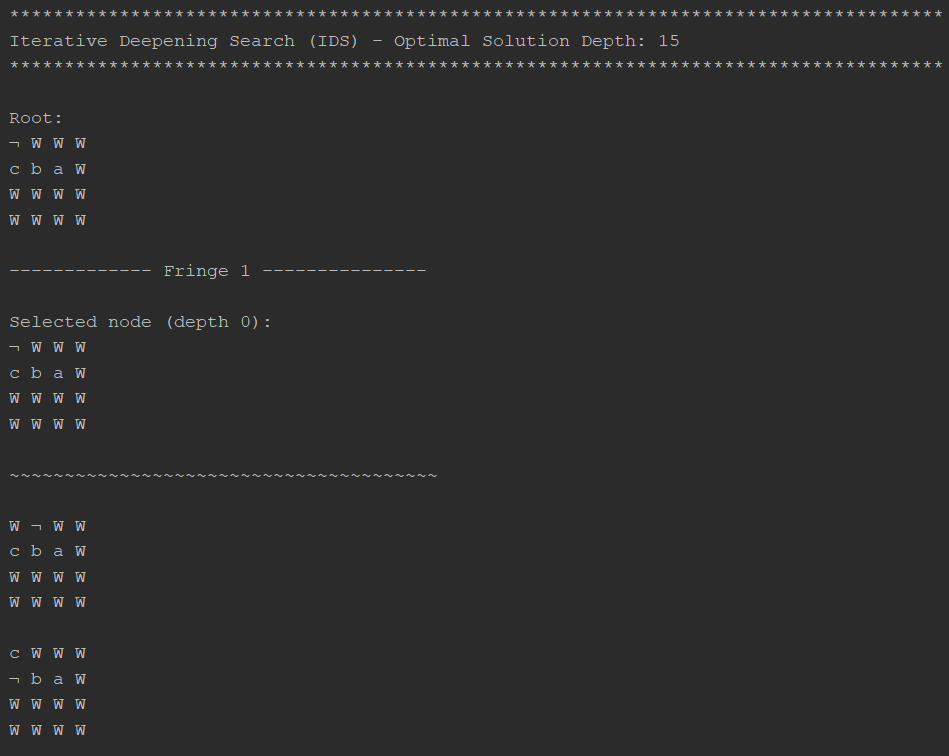 *************************************************************************************
Iterative Deepening Search (IDS) - Optimal Solution Depth: 15
*************************************************************************************
Root:
¬ W W W
c b a W
W W W W
W W W W
------------- Fringe 1 ---------------
Selected node (depth 0):
¬ W W W
c b a W
W W W W
W W W W
~~~~~~~~~~~~~~~~~~~~~~~~~~~~~~~~~~~~~~~
W ¬ W W
c b a W
W W W W
W W W W
c W W W
¬ b a W
W W W W
W W W W